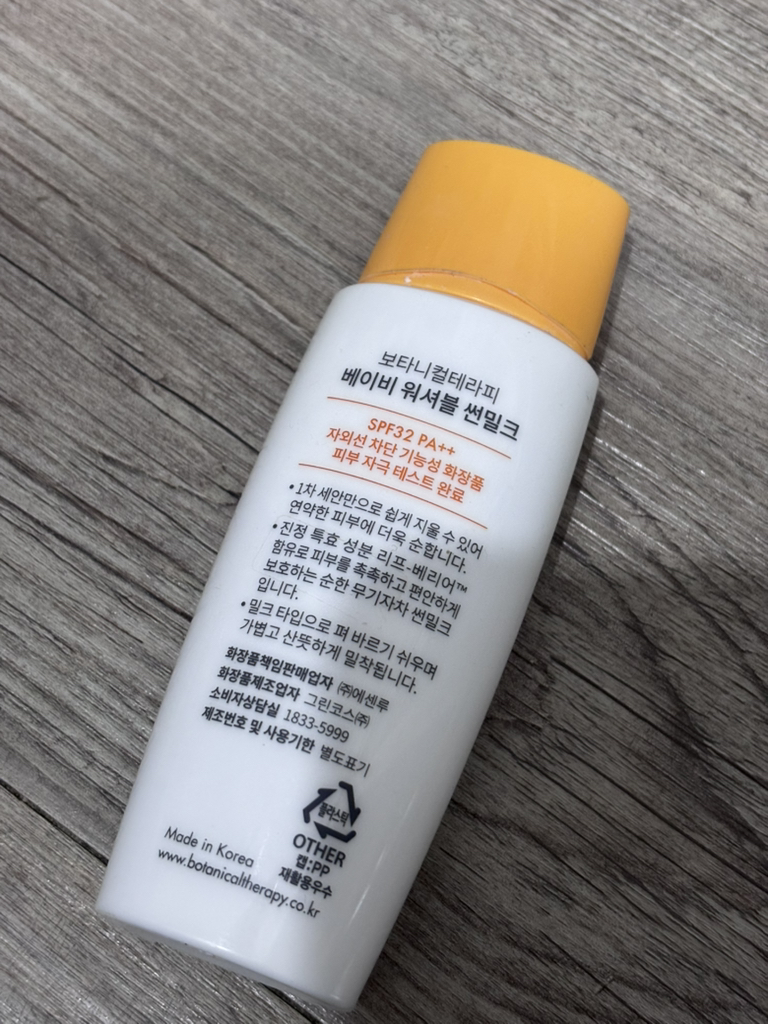 보타니컬테라피
베이비 워셔블 썬밀크
SPF32 PA++
자외선 차단 기능성 화장품
피부 자극 테스트 완료
• 1차 세안만으로 쉽게 지울 수 있어
연약한 피부에 더욱 순합니다.
• 진정 특효 성분 리프-베리어™
함유로 피부를 촉촉하고 편안하게
보호하는 순한 무기자차 썬밀크
입니다.
• 밀크 타입으로 펴 바르기 쉬우며
가볍고 산뜻하게 밀착됩니다.
화장품책임판매업자 ㈜에센루
화장품제조업자 그린코스㈜
소비자상담실 1833-5999
제조번호 및 사용기한 별도표기
플라스틱
OTHER
캡:PP
재활용우수
Made in Korea
www.botanicaltherapy.co.kr